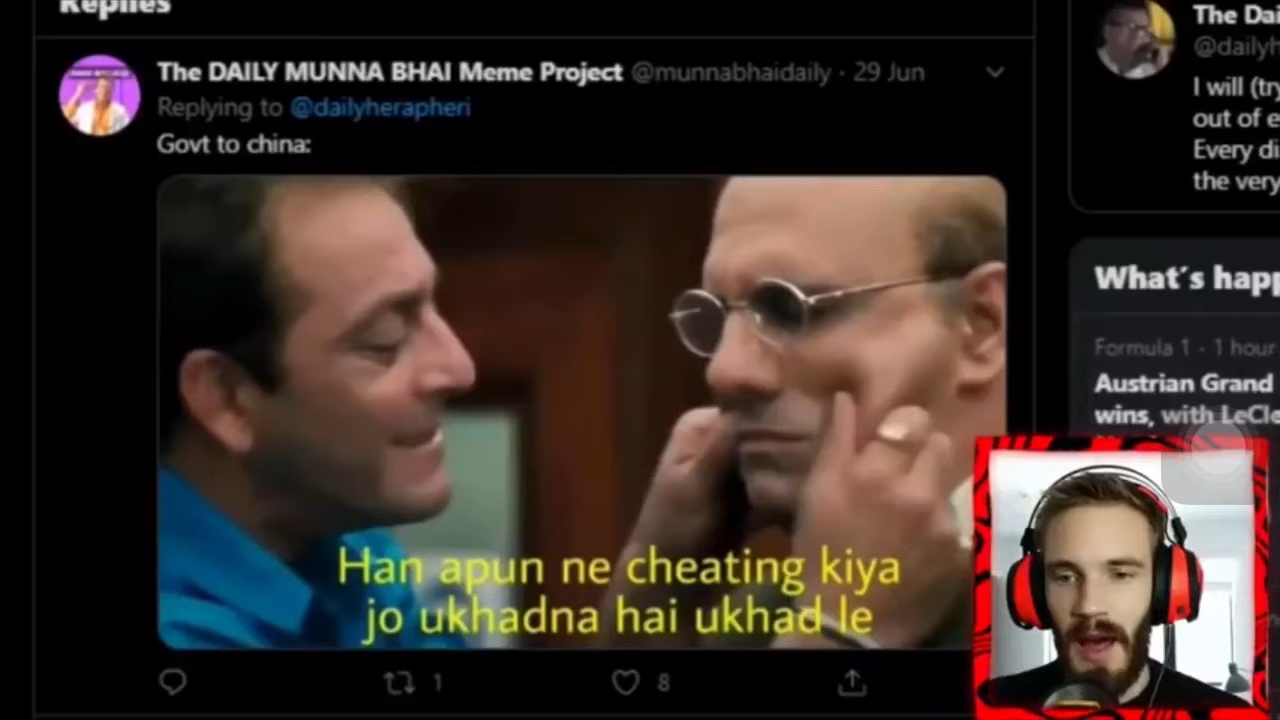 Replies
The DAILY MUNNA BHAI Meme Project @munnabhaidaily · 29 Jun
Replying to @dailyherapheri
Govt to china:
Han apun ne cheating kiya
jo ukhadna hai ukhad le
1
8
The Dai
@dailyh
I will (try
out of e
Every di
the very
What's happ
Formula 1 · 1 hour
Austrian Grand
wins, with LeCle